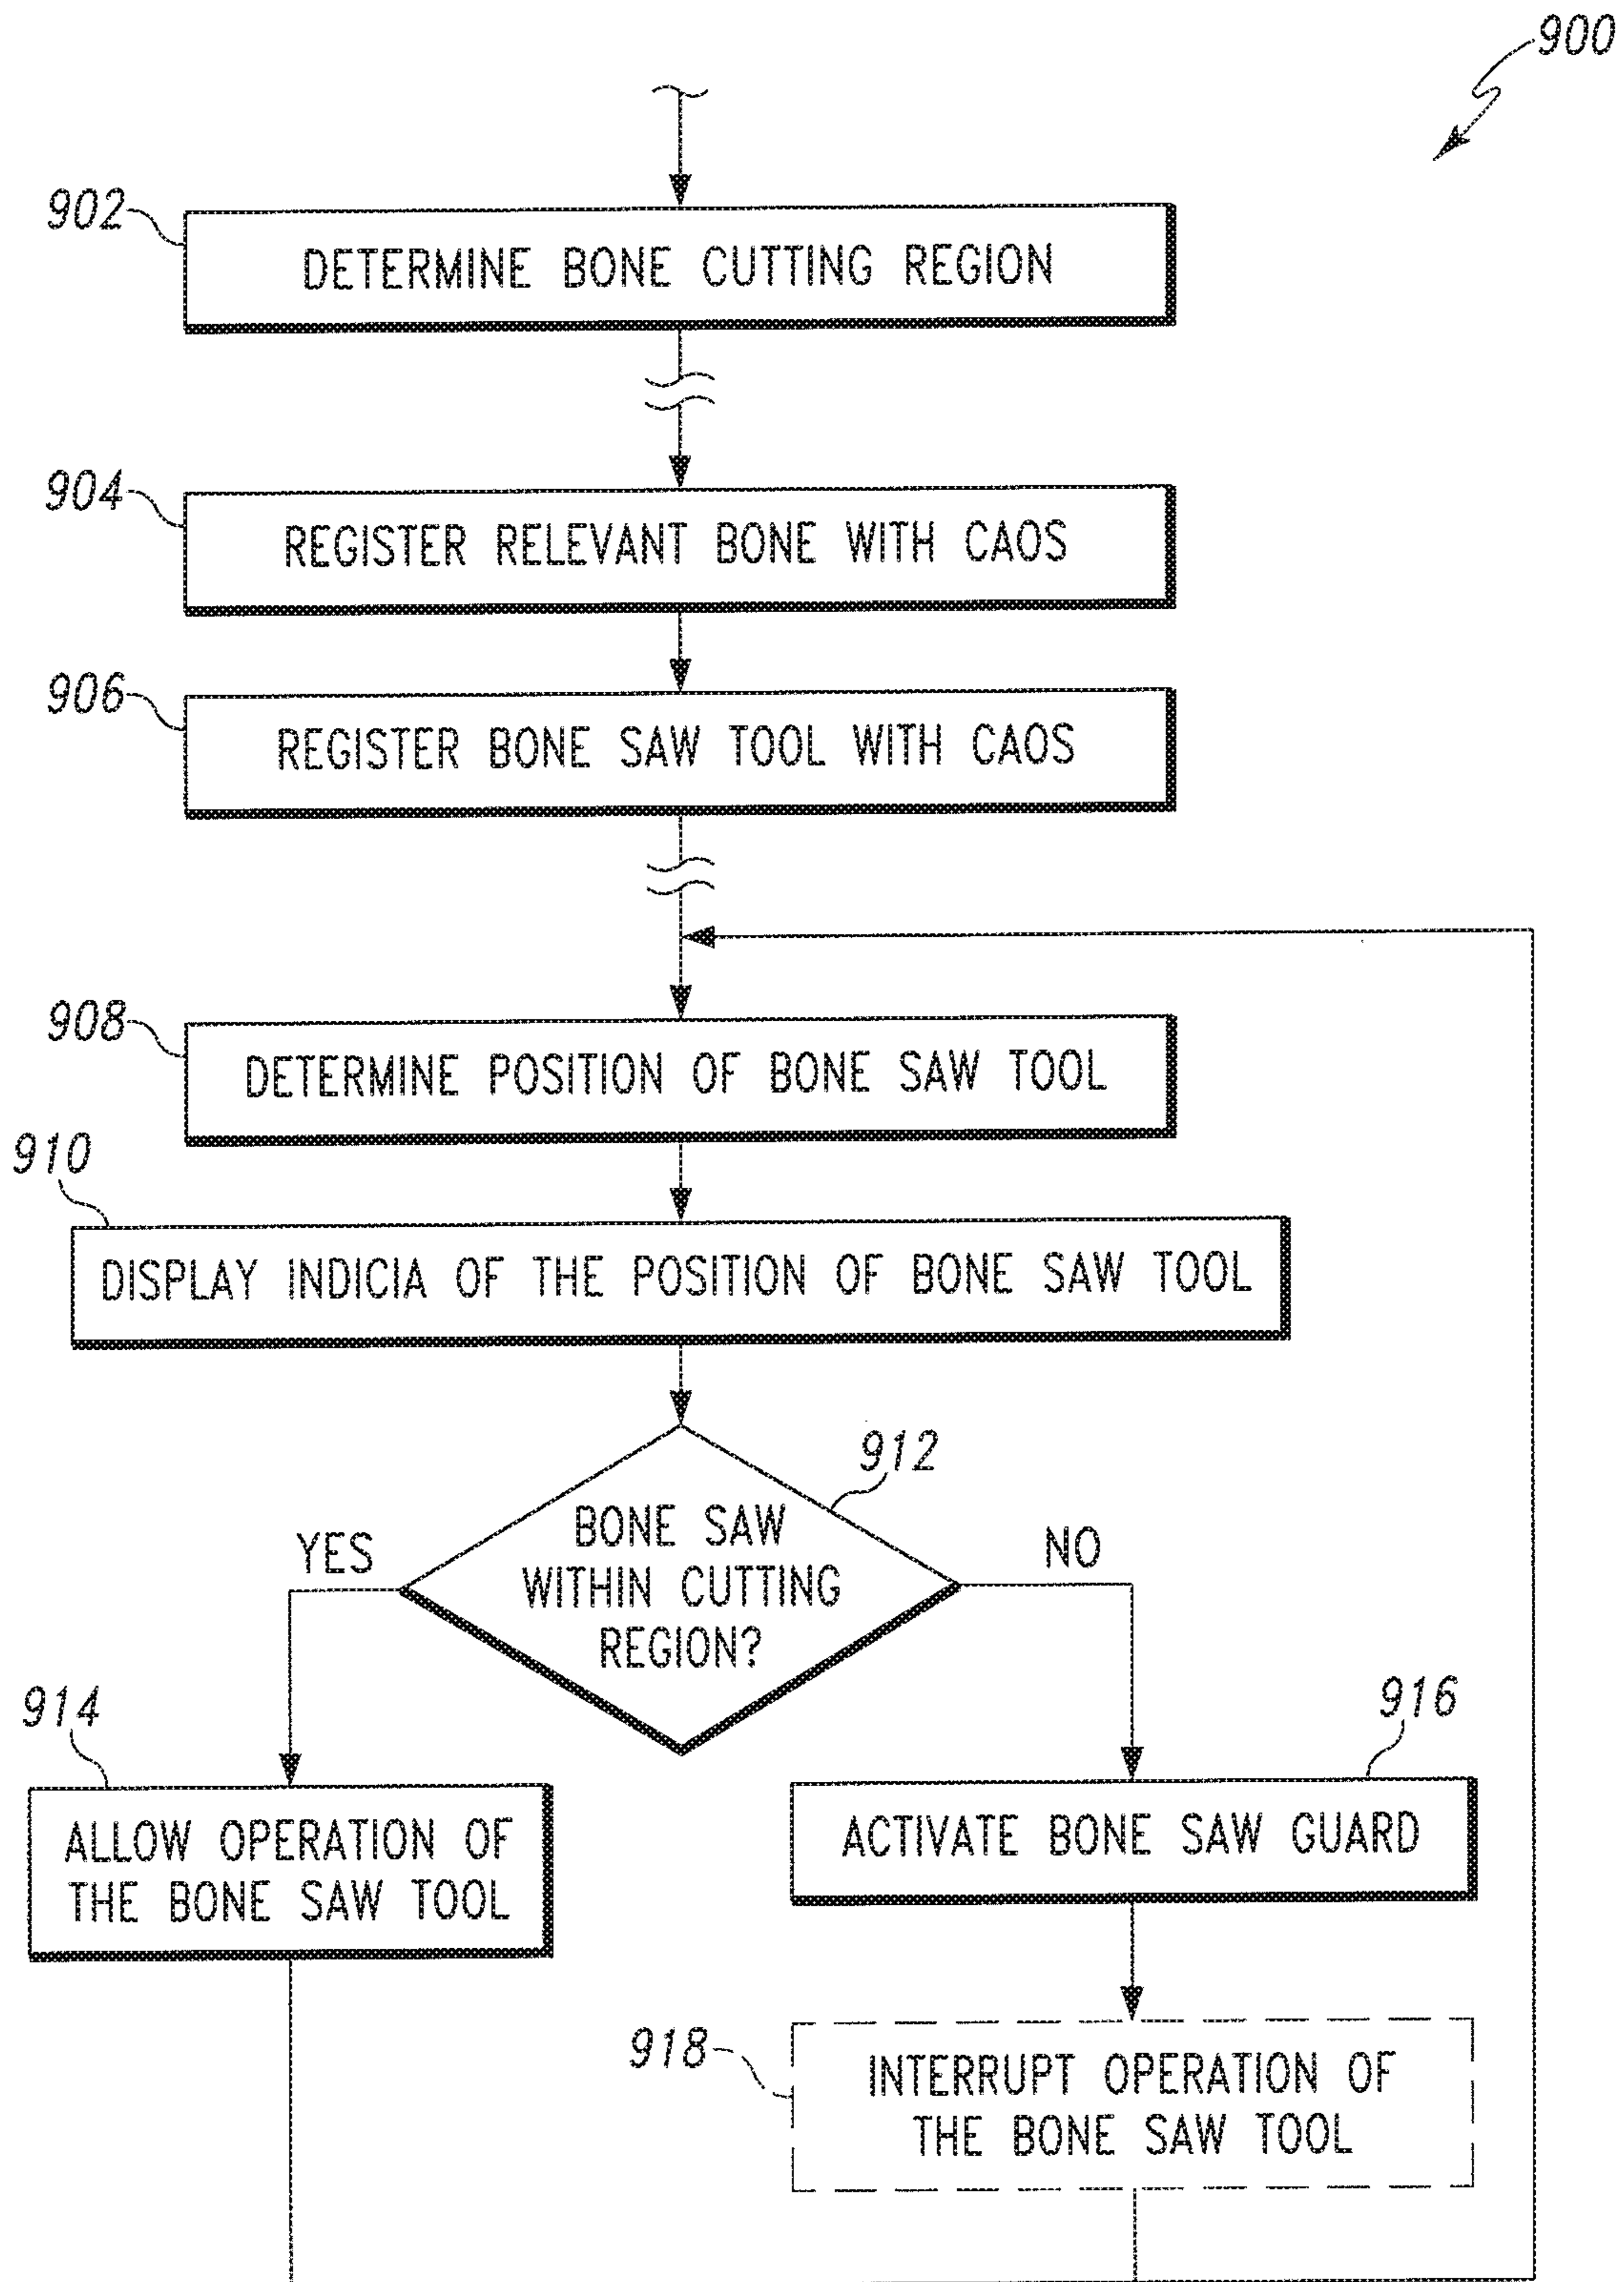 900
902
DETERMINE BONE CUTTING REGION
904
REGISTER RELEVANT BONE WITH CAOS
906
REGISTER BONE SAW TOOL WITH CAOS
908
DETERMINE POSITION OF BONE SAW TOOL
910
DISPLAY INDICIA OF THE POSITION OF BONE SAW TOOL
912
BONE SAW
WITHIN CUTTING
REGION?
YES
NO
914
ALLOW OPERATION OF
THE BONE SAW TOOL
916
ACTIVATE BONE SAW GUARD
918
INTERRUPT OPERATION OF
THE BONE SAW TOOL